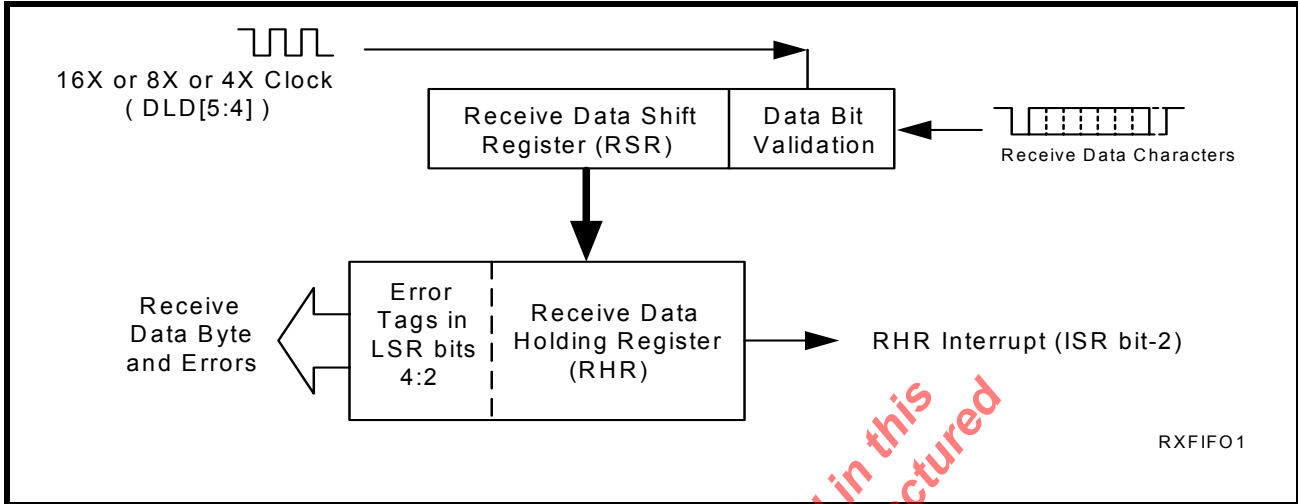 16X or 8X or 4X Clock
( DLD[5:4] )
Receive Data Shift
Register (RSR)
Data Bit
Validation
Receive Data Characters
Receive
Data Byte
and Errors
Error
Tags in
LSR bits
4:2
Receive Data
Holding Register
(RHR)
RHR Interrupt (ISR bit-2)
in this
RXFIFO1